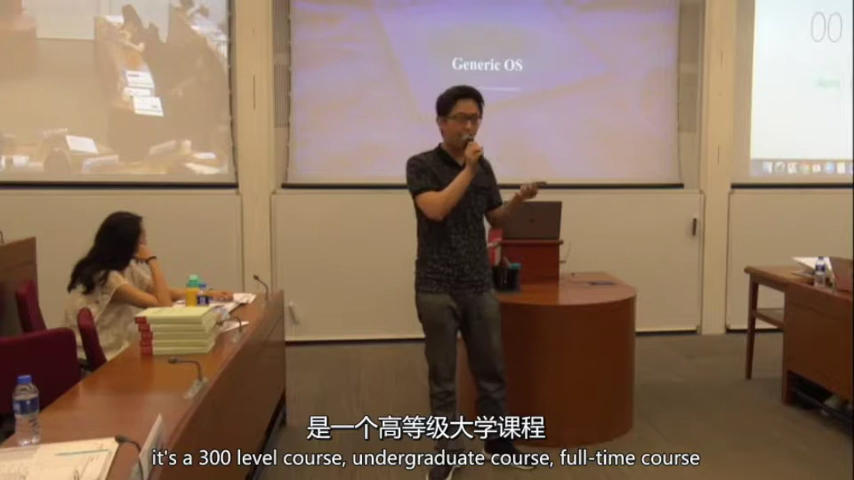 Generic OS
00
是一个高等级大学课程
it's a 300 level course, undergraduate course, full-time course